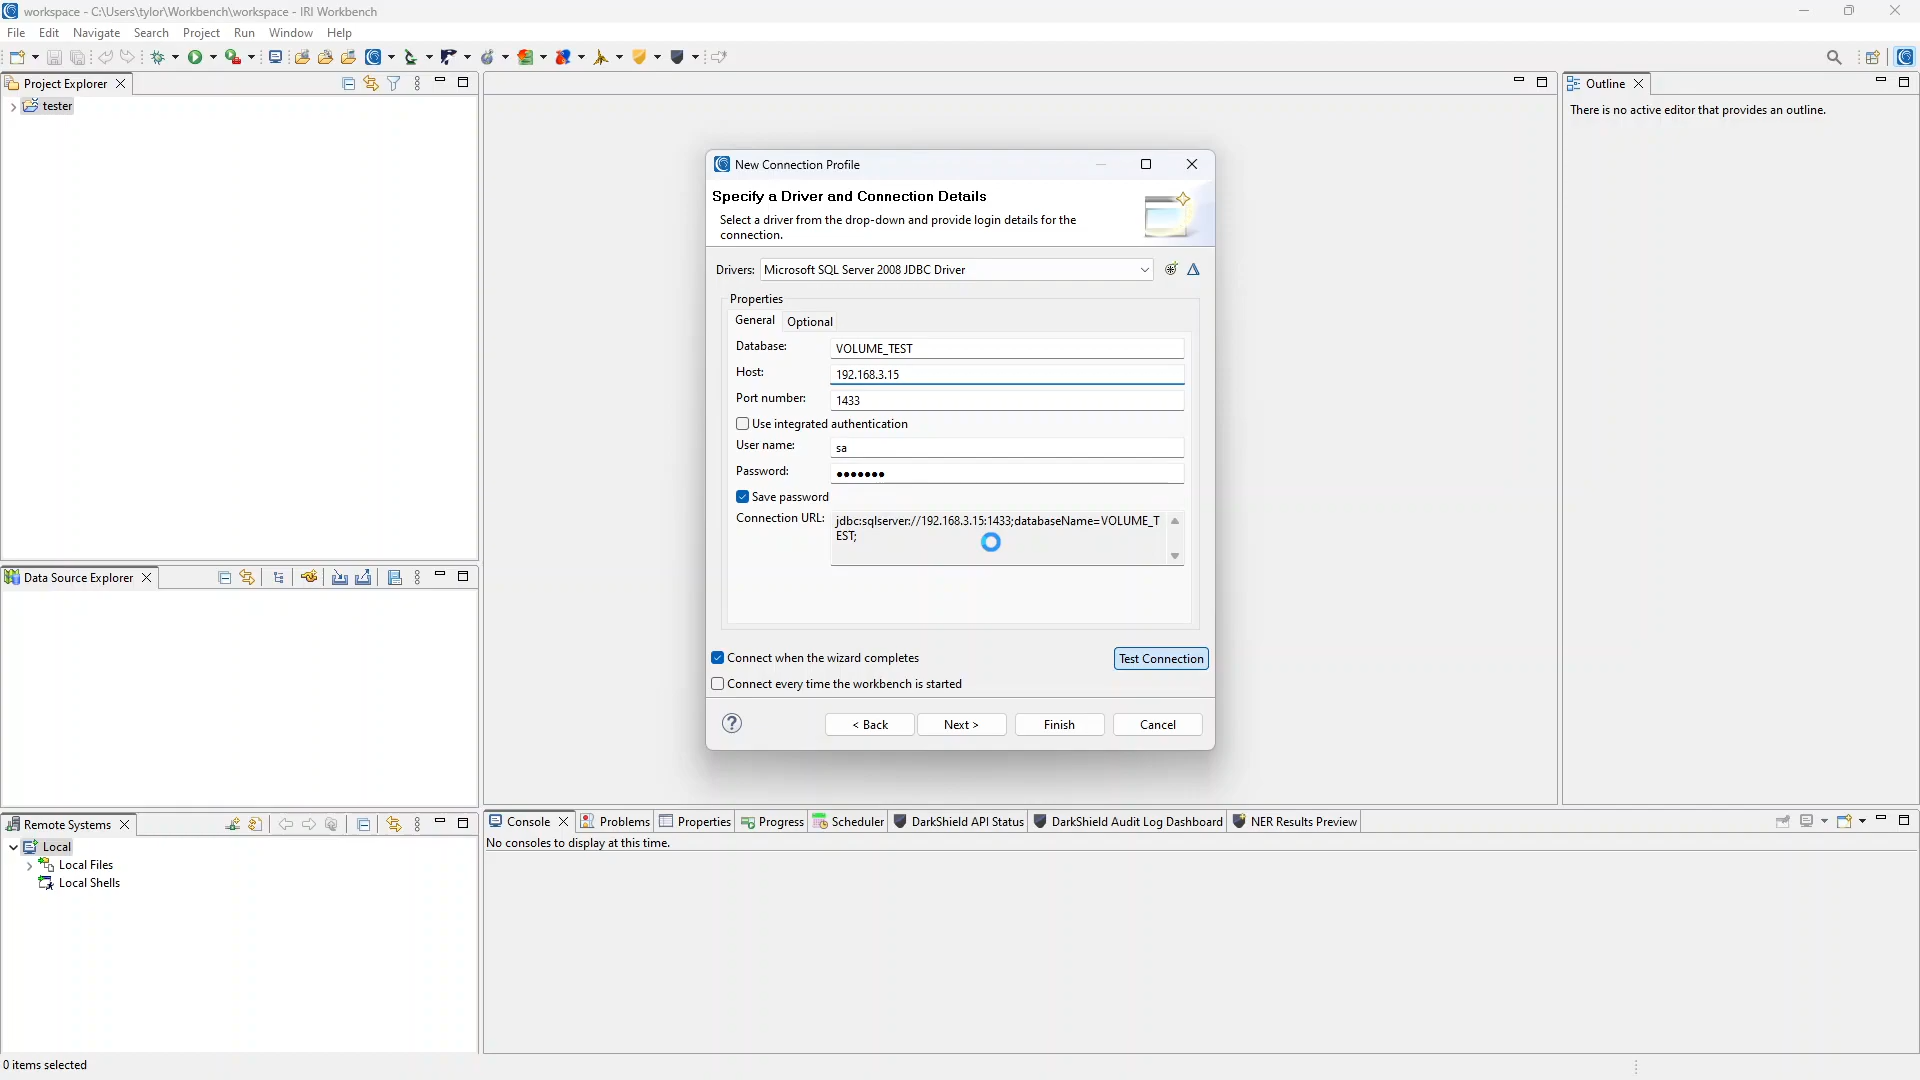 workspace - C:\Users\tylor\Workbench\workspace - IRI Workbench
File Edit Navigate Search Project Run Window Help
Project Explorer
tester
Outline
There is no active editor that provides an outline.
New Connection Profile
Specify a Driver and Connection Details
Select a driver from the drop-down and provide login details for the
connection.
Drivers: Microsoft SQL Server 2008 JDBC Driver
Properties
General Optional
Database: VOLUME_TEST
Host: 192.168.3.15
Port number: 1433
Use integrated authentication
User name: sa
Password: •••••••
Save password
Connection URL: jdbc:sqlserver://192.168.3.15:1433;databaseName=VOLUME_T
EST;
Connect when the wizard completes
Test Connection
Connect every time the workbench is started
< Back Next > Finish Cancel
Data Source Explorer
Remote Systems
Local
Local Files
Local Shells
Console Problems Properties Progress Scheduler DarkShield API Status DarkShield Audit Log Dashboard NER Results Preview
No consoles to display at this time.
0 items selected